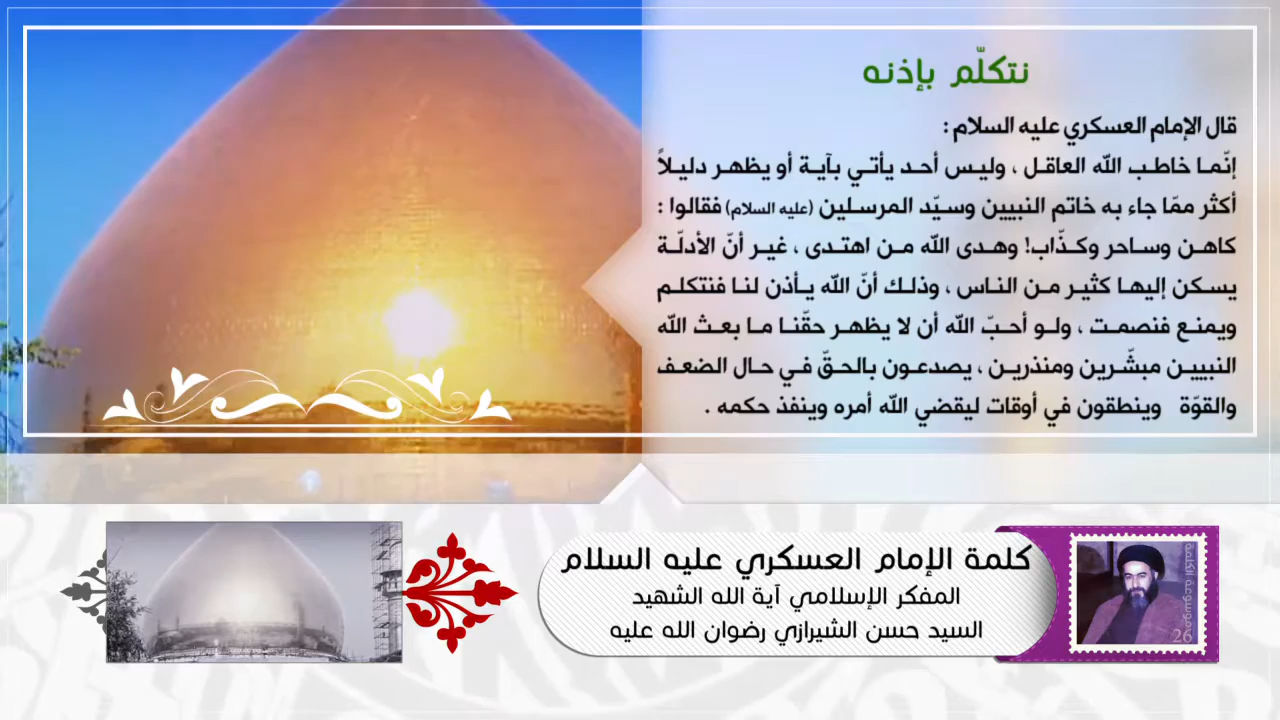 نتكلّم بإذنه
قال الإمام العسكري عليه السلام :
إنّما خاطب الله العاقل ، وليس أحد يأتي بآية أو يظهر دليلاً
أكثر ممّا جاء به خاتم النبيين وسيّد المرسلين (عليه السلام) فقالوا :
كاهن وساحر وكذّاب! وهدى الله من اهتدى ، غير أنّ الأدلّة
يسكن إليها كثير من الناس ، وذلك أنّ الله يأذن لنا فنتكلم
ويمنع فنصمت ، ولو أحبّ الله أن لا يظهر حقّنا ما بعث الله
النبيين مبشّرين ومنذرين ، يصدعون بالحقّ في حال الضعف
والقوّة وينطقون في أوقات ليقضي الله أمره وينفذ حكمه .
كلمة الإمام العسكري عليه السلام
المفكر الإسلامي آية الله الشهيد
السيد حسن الشيرازي رضوان الله عليه
موسوعة الكلمة
26